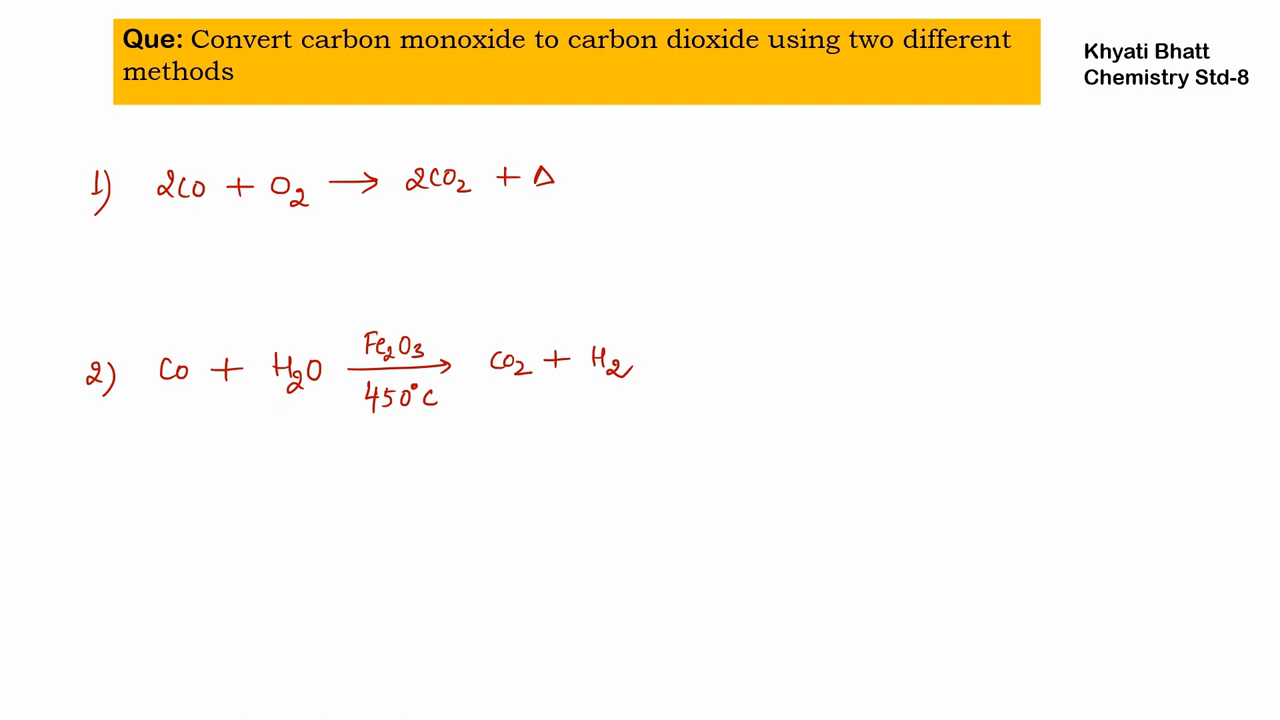 Que: Convert carbon monoxide to carbon dioxide using two different
methods
Khyati Bhatt
Chemistry Std-8
1) 2CO + O₂ → 2CO₂ + Δ
2) CO + H₂O Fe₂O₃ → 450°C CO₂ + H₂